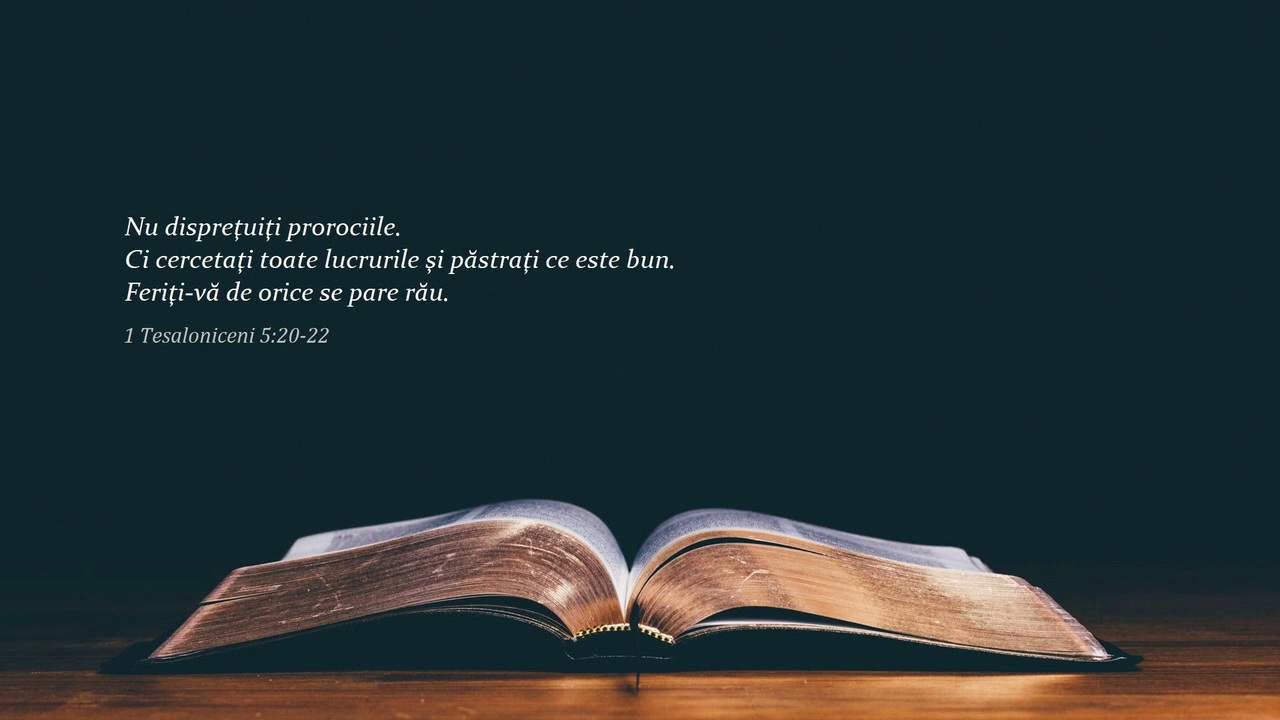 Nu disprețuiți prorociile.
Ci cercetați toate lucrurile și păstrați ce este bun.
Feriți-vă de orice se pare rău.
1 Tesaloniceni 5:20-22